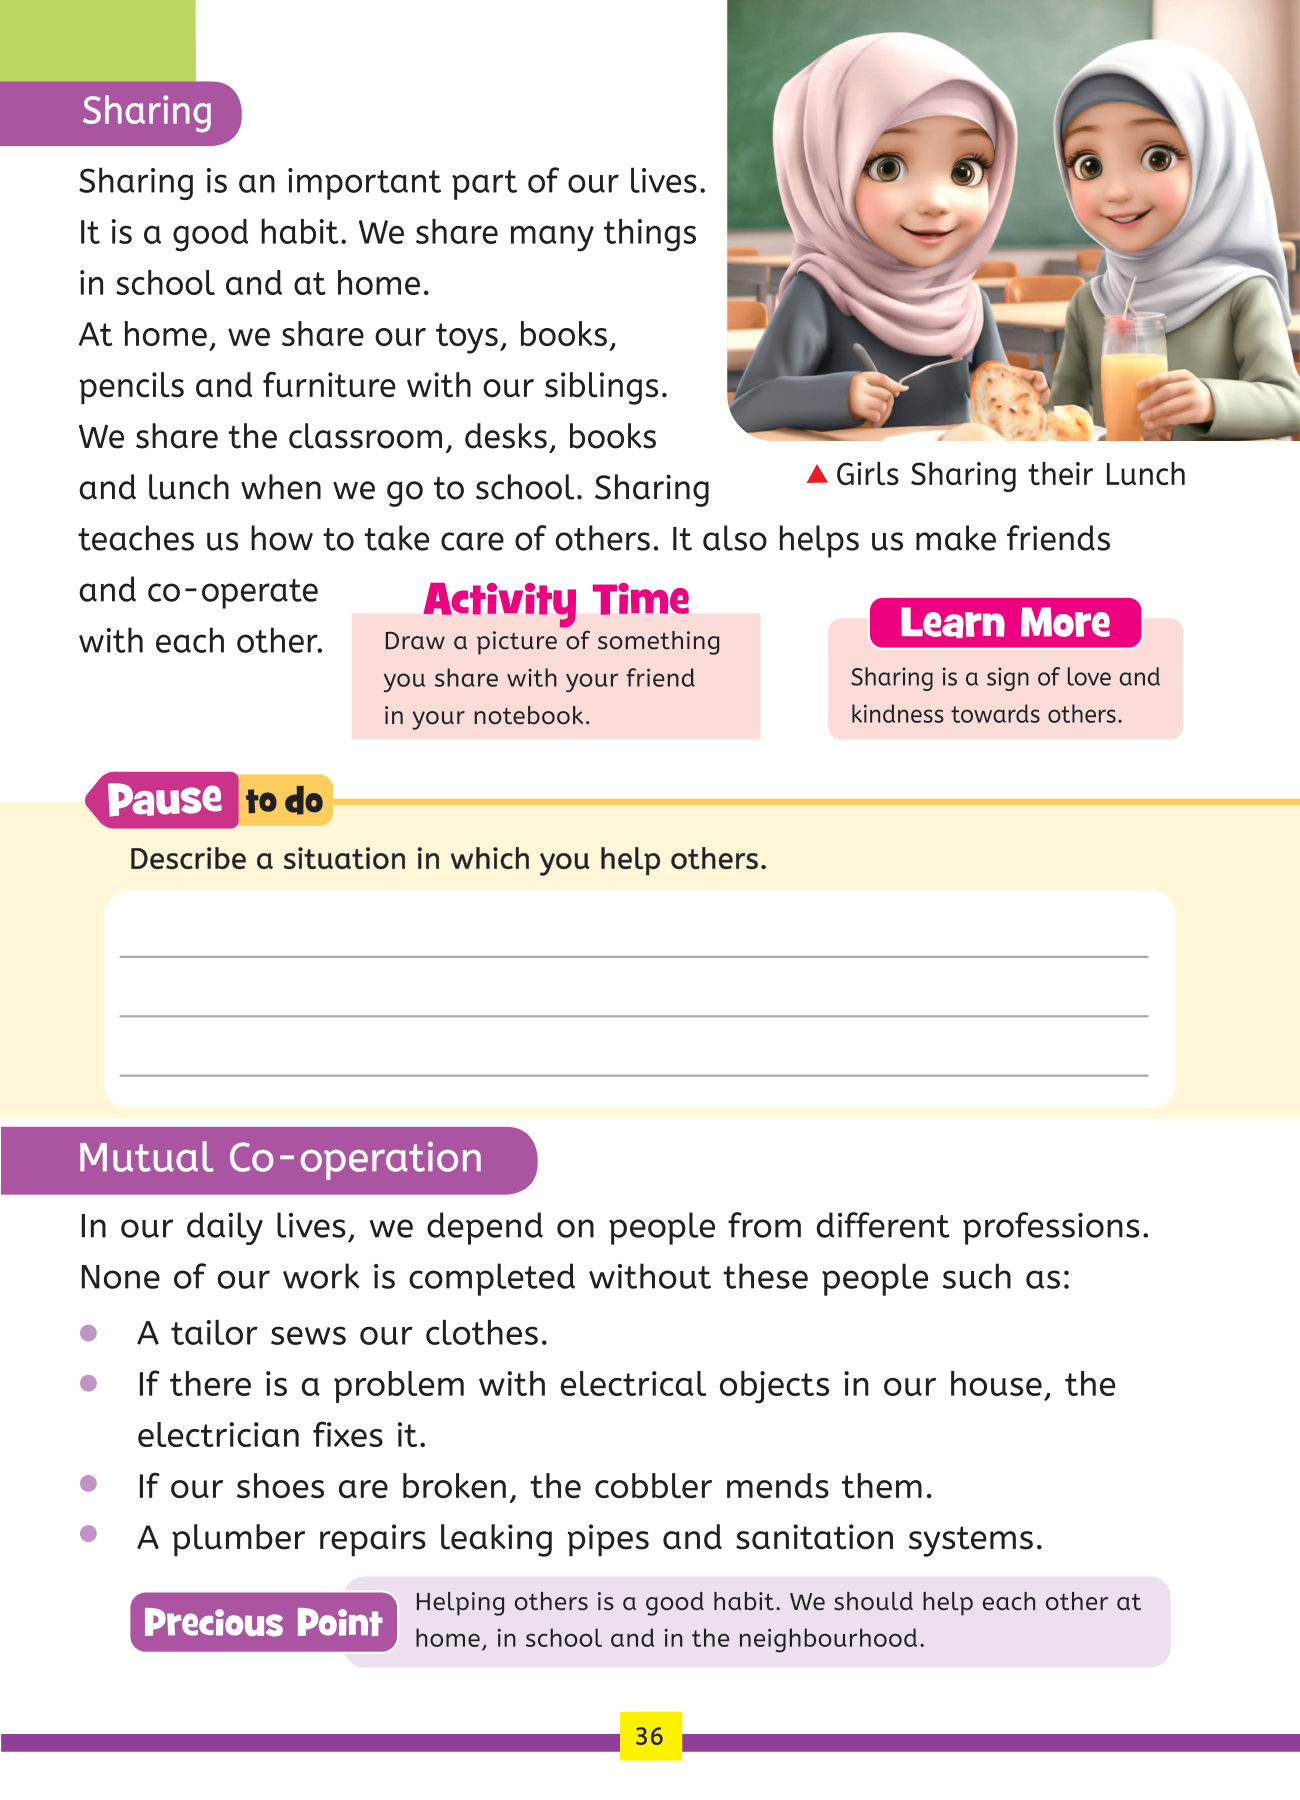 Sharing
Sharing is an important part of our lives.
It is a good habit. We share many things
in school and at home.
At home, we share our toys, books,
pencils and furniture with our siblings.
We share the classroom, desks, books
and lunch when we go to school. Sharing
teaches us how to take care of others. It also helps us make friends
and co-operate
with each other.
▲ Girls Sharing their Lunch
Activity Time
Draw a picture of something
you share with your friend
in your notebook.
Learn More
Sharing is a sign of love and
kindness towards others.
Pause to do
Describe a situation in which you help others.
Mutual Co-operation
In our daily lives, we depend on people from different professions.
None of our work is completed without these people such as:
• A tailor sews our clothes.
• If there is a problem with electrical objects in our house, the
electrician fixes it.
• If our shoes are broken, the cobbler mends them.
• A plumber repairs leaking pipes and sanitation systems.
Precious Point
Helping others is a good habit. We should help each other at
home, in school and in the neighbourhood.
36